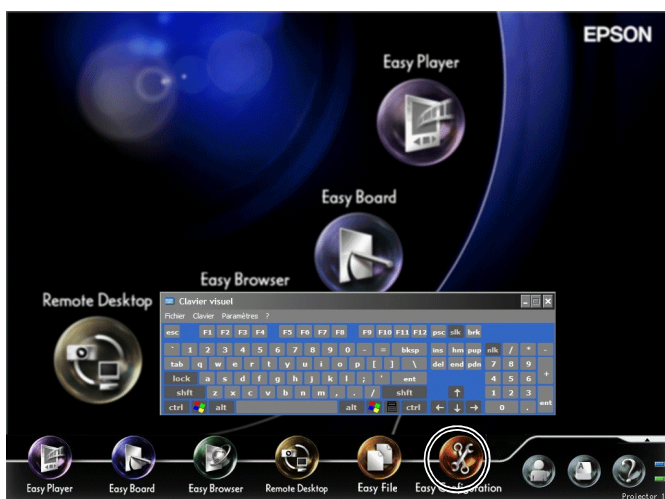 EPSON
Easy Player
Easy Board
Easy Browser
Remote Desktop
Clavier visuel
Fichier Clavier Paramètres ?
esc F1 F2 F3 F4 F5 F6 F7 F8 F9 F10 F11 F12 psc slk brk
` 1 2 3 4 5 6 7 8 9 0 - = bksp ins hm pup nlk / * -
tab q w e r t y u i o p [ ] \ del end pdn 7 8 9 +
lock a s d f g h j k l ; ' ent 4 5 6
shft z x c v b n m , . / shft ↑ 1 2 3 ent
ctrl alt alt ctrl ← ↓ → 0 .
Easy Player Easy Board Easy Browser Remote Desktop Easy File Easy Configuration A ?
Projector 1